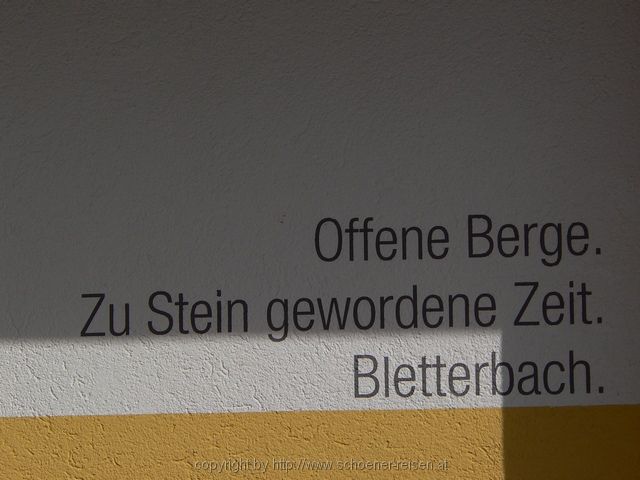 Offene Berge.
Zu Stein gewordene Zeit.
Bletterbach.
copyright by http://www.schoener-reisen.at